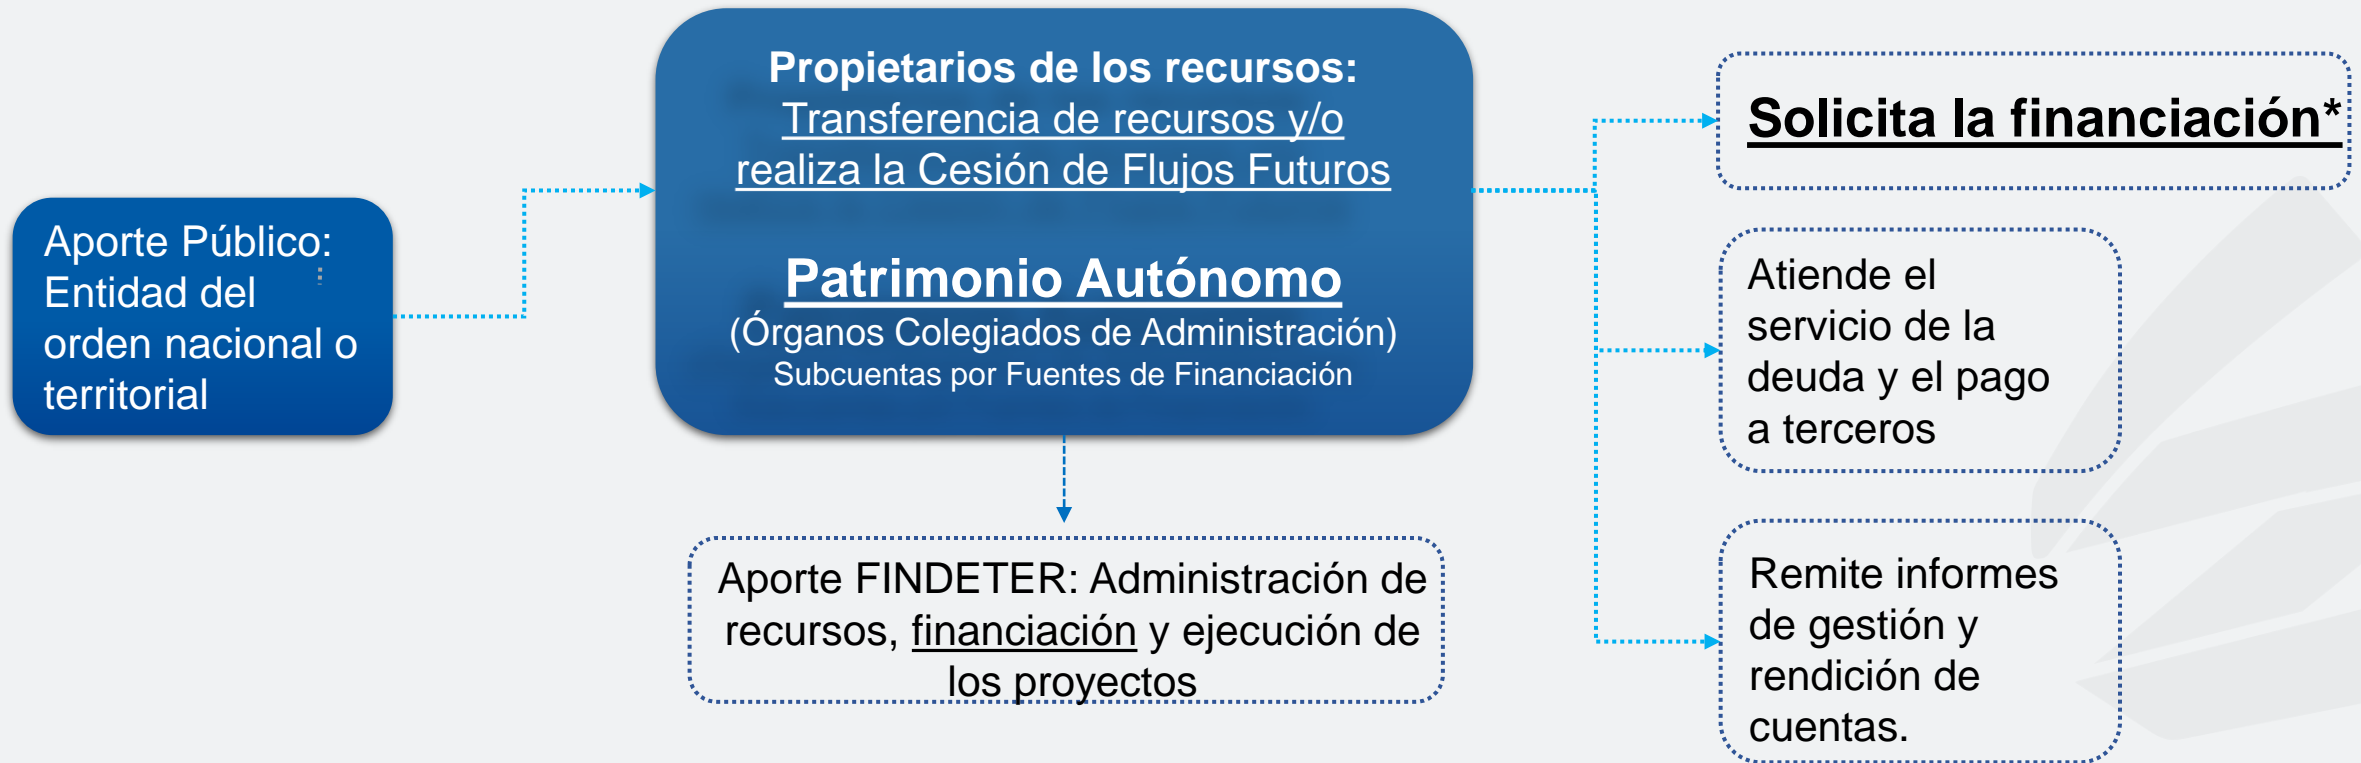 Aporte Público:
Entidad del
orden nacional o
territorial
Propietarios de los recursos:
Transferencia de recursos y/o
realiza la Cesión de Flujos Futuros
Patrimonio Autónomo
(Órganos Colegiados de Administración)
Subcuentas por Fuentes de Financiación
Aporte FINDETER: Administración de
recursos, financiación y ejecución de
los proyectos
Solicita la financiación*
Atiende el
servicio de la
deuda y el pago
a terceros
Remite informes
de gestión y
rendición de
cuentas.